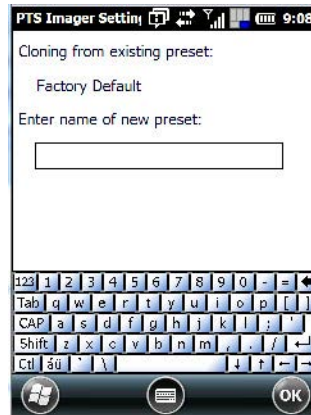 PTS Imager Settin 9:08
Cloning from existing preset:
Factory Default
Enter name of new preset:
123 1 2 3 4 5 6 7 8 9 0 - =
Tab q w e r t y u i o p [ ]
CAP a s d f g h j k l ; '
Shift z x c v b n m , . /
Ctl áü ` \
OK